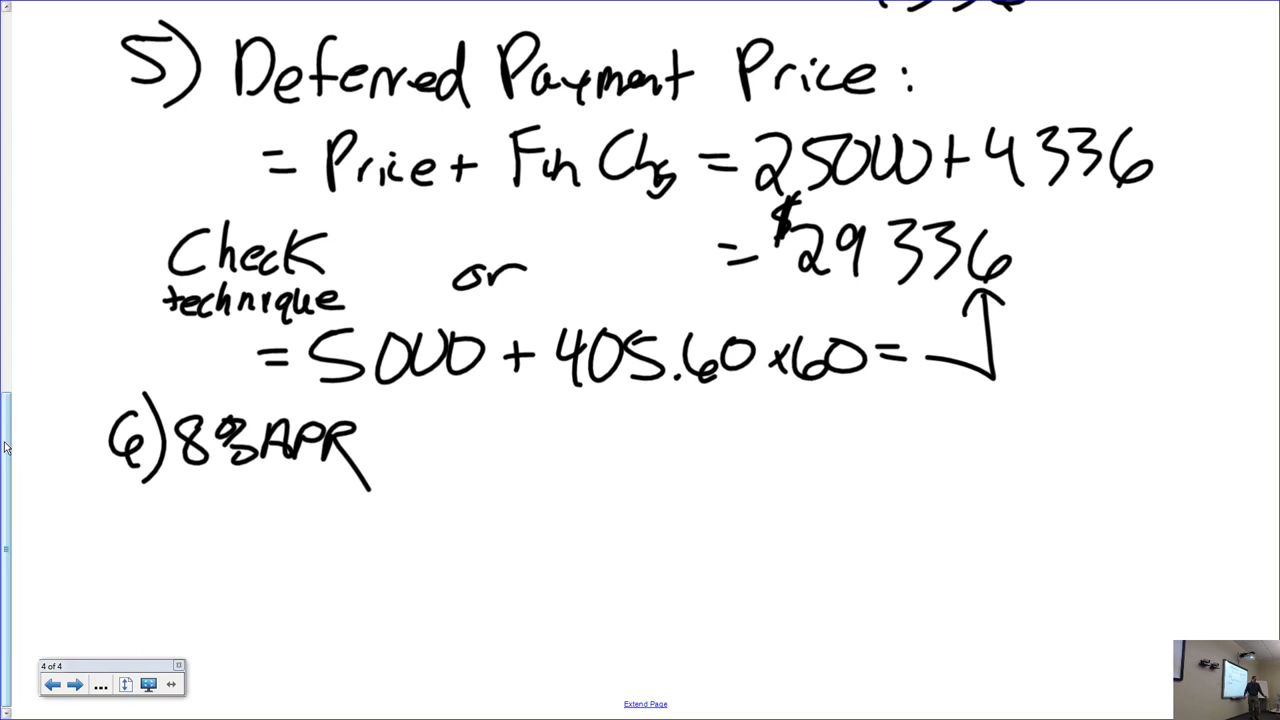 5) Deferred Payment Price:
= Price + Fin Chg = 25000 + 4336
= $29336
Check
technique
or
= 5000 + 405.60 x 60 =
6) 8% APR
4 of 4
Extend Page